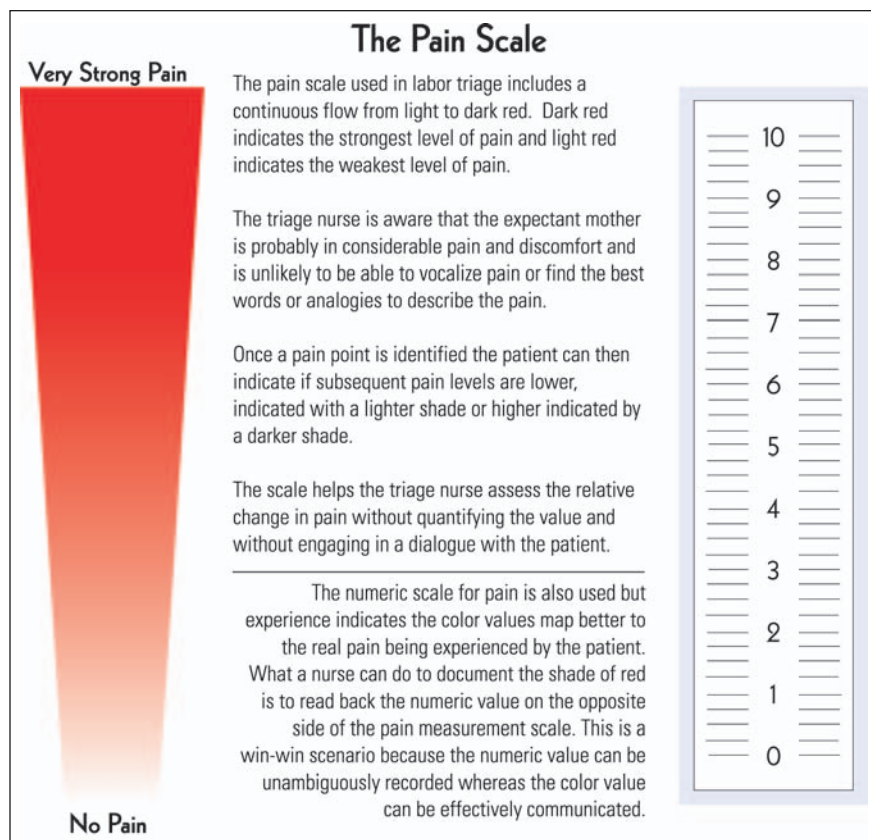 The Pain Scale
Very Strong Pain
The pain scale used in labor triage includes a
continuous flow from light to dark red.  Dark red
indicates the strongest level of pain and light red
indicates the weakest level of pain.
The triage nurse is aware that the expectant mother
is probably in considerable pain and discomfort and
is unlikely to be able to vocalize pain or find the best
words or analogies to describe the pain.
Once a pain point is identified the patient can then
indicate if subsequent pain levels are lower,
indicated with a lighter shade or higher indicated by
a darker shade.
The scale helps the triage nurse assess the relative
change in pain without quantifying the value and
without engaging in a dialogue with the patient.
The numeric scale for pain is also used but
experience indicates the color values map better to
the real pain being experienced by the patient.
What a nurse can do to document the shade of red
is to read back the numeric value on the opposite
side of the pain measurement scale. This is a
win-win scenario because the numeric value can be
unambiguously recorded whereas the color value
can be effectively communicated.
No Pain
10
9
8
7
6
5
4
3
2
1
0